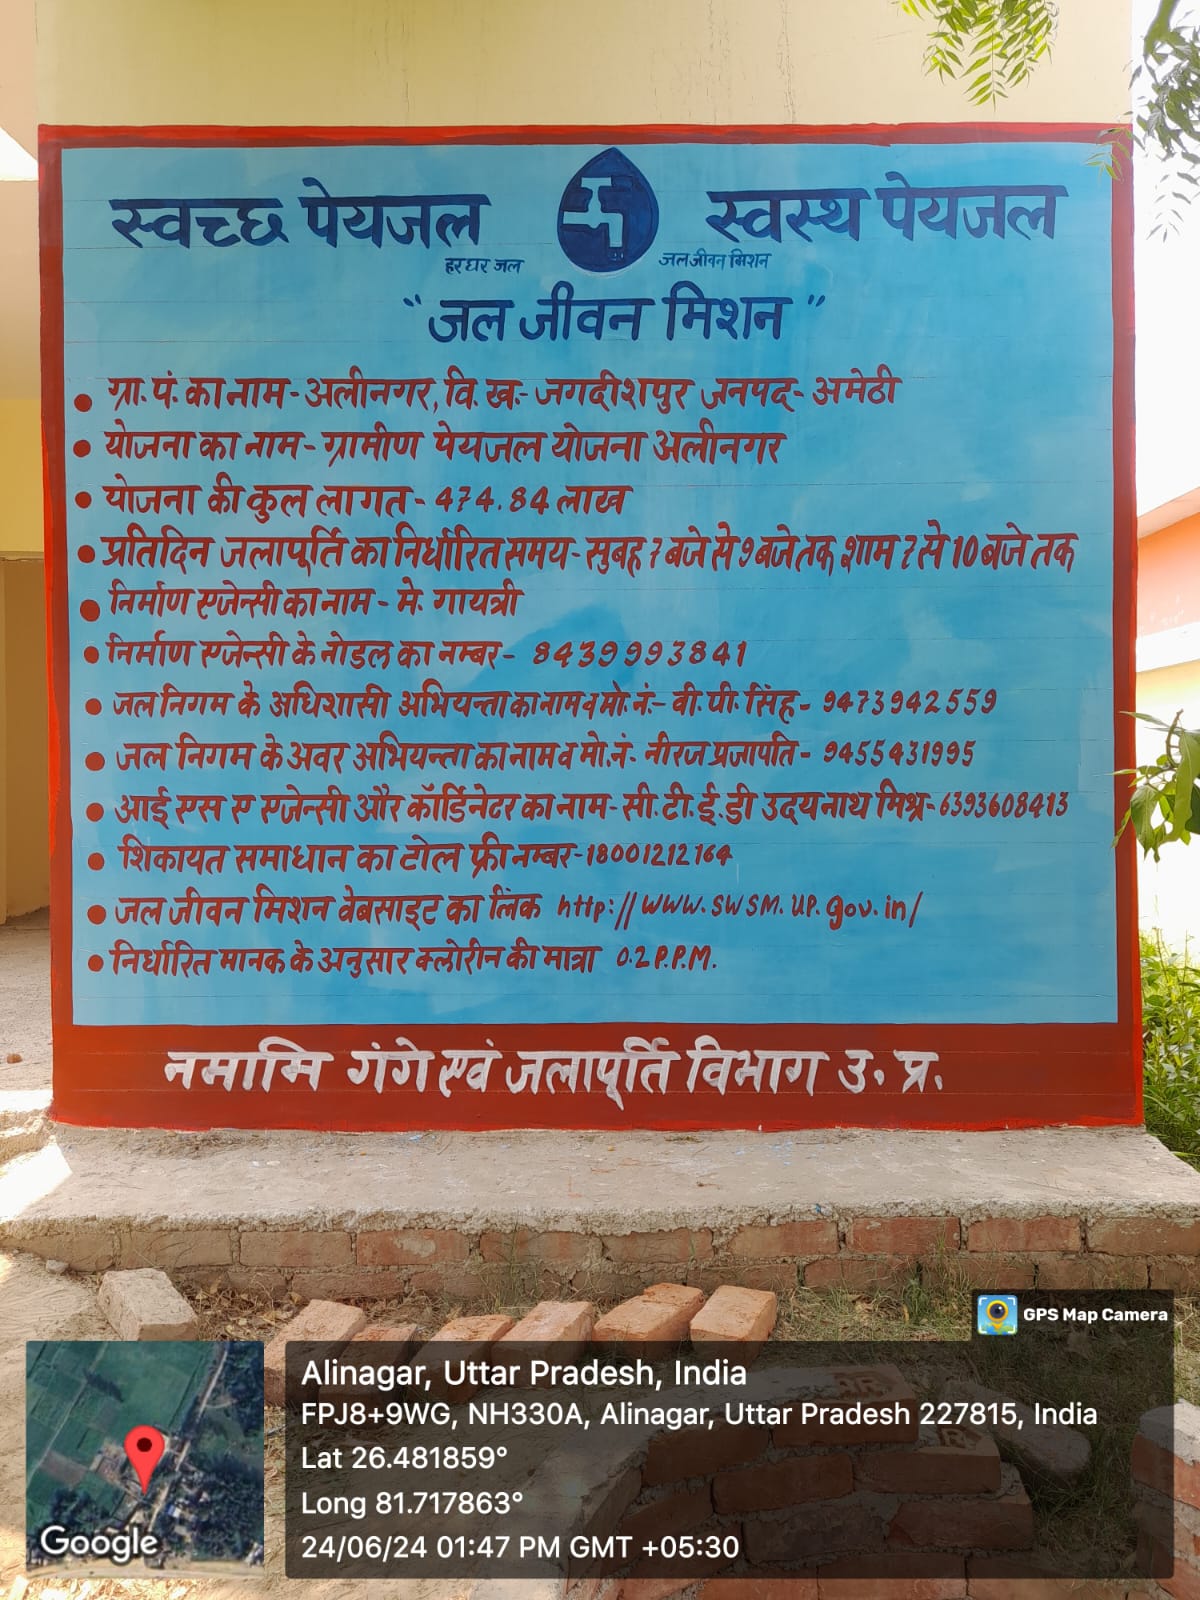 स्वच्छ पेयजल स्वस्थ पेयजल
हर घर जल जल जीवन मिशन
"जल जीवन मिशन"
• ग्रा. पं. का नाम - अलीनगर, वि. ख.- जगदीशपुर जनपद - अमेठी
• योजना का नाम - ग्रामीण पेयजल योजना अलीनगर
• योजना की कुल लागत - 474.84 लाख
• प्रतिदिन जलापूर्ति का निर्धारित समय - सुबह 7 बजे से 9 बजे तक शाम 7 से 10 बजे तक
• निर्माण एजेन्सी का नाम - मे. गायत्री
• निर्माण एजेन्सी के नोडल का नम्बर - 8439993841
• जल निगम के अधिशासी अभियन्ता का नाम व मो. नं.- वी. पी. सिंह - 9473942559
• जल निगम के अवर अभियन्ता का नाम व मो. नं - नीरज प्रजापति - 9455431995
• आई एस ए एजेन्सी और कॉर्डिनेटर का नाम - सी. टी. ई. डी उदय नाथ मिश्र - 6393608413
• शिकायत समाधान का टोल फ्री नम्बर - 18001212164
• जल जीवन मिशन वेबसाइट का लिंक http://www.swsm.up.gov.in/
• निर्धारित मानक के अनुसार क्लोरीन की मात्रा 0.2 P.P.M.
नमामि गंगे एवं जलापूर्ति विभाग उ. प्र.
GPS Map Camera
Alinagar, Uttar Pradesh, India
FPJ8+9WG, NH330A, Alinagar, Uttar Pradesh 227815, India
Lat 26.481859°
Long 81.717863°
24/06/24 01:47 PM GMT +05:30
Google